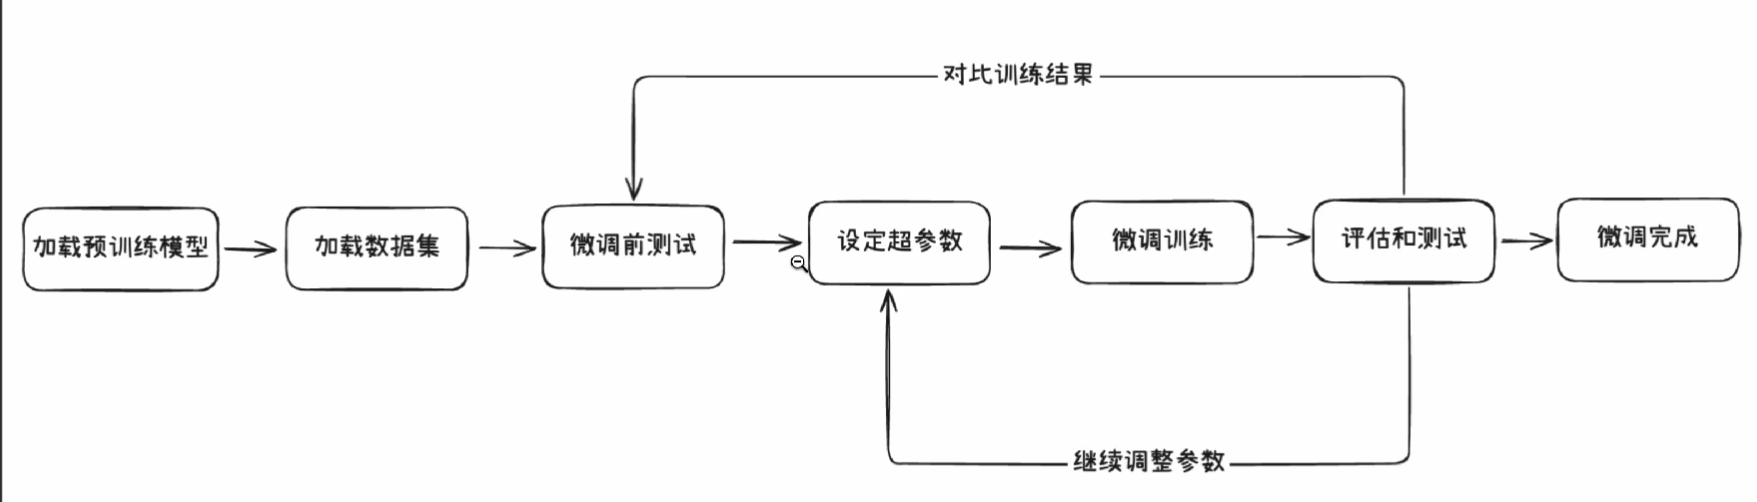 对比训练结果
加载预训练模型
加载数据集
微调前测试
设定超参数
微调训练
评估和测试
微调完成
继续调整参数